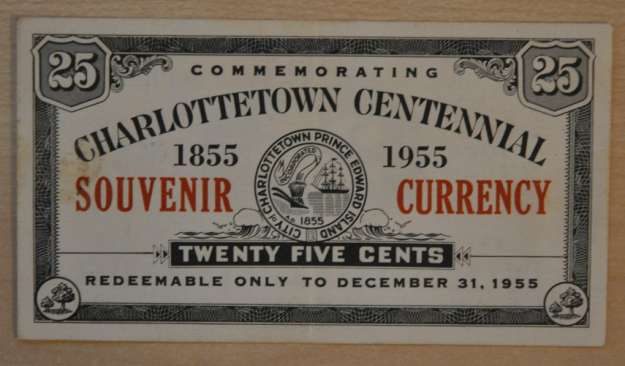 25 25
COMMEMORATING
CHARLOTTETOWN CENTENNIAL
1855 1955
SOUVENIR CURRENCY
CITY of CHARLOTTETOWN PRINCE EDWARD ISLAND
INCORPORATED
A.D. 1855
TWENTY FIVE CENTS
REDEEMABLE ONLY TO DECEMBER 31, 1955